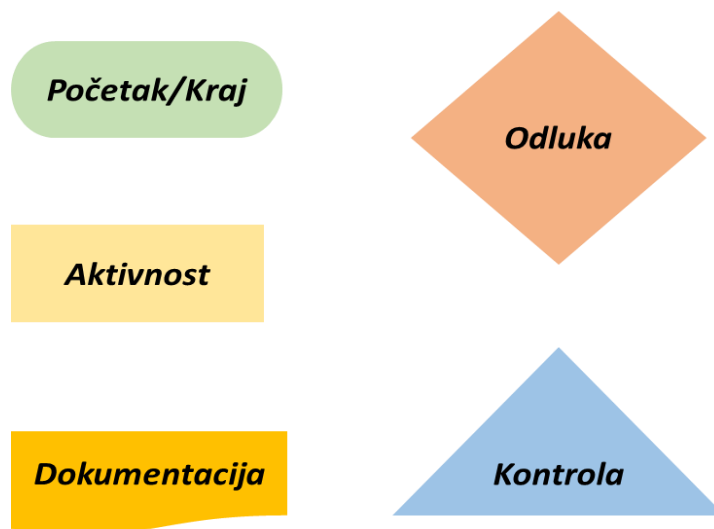 Početak/Kraj
Odluka
Aktivnost
Dokumentacija
Kontrola